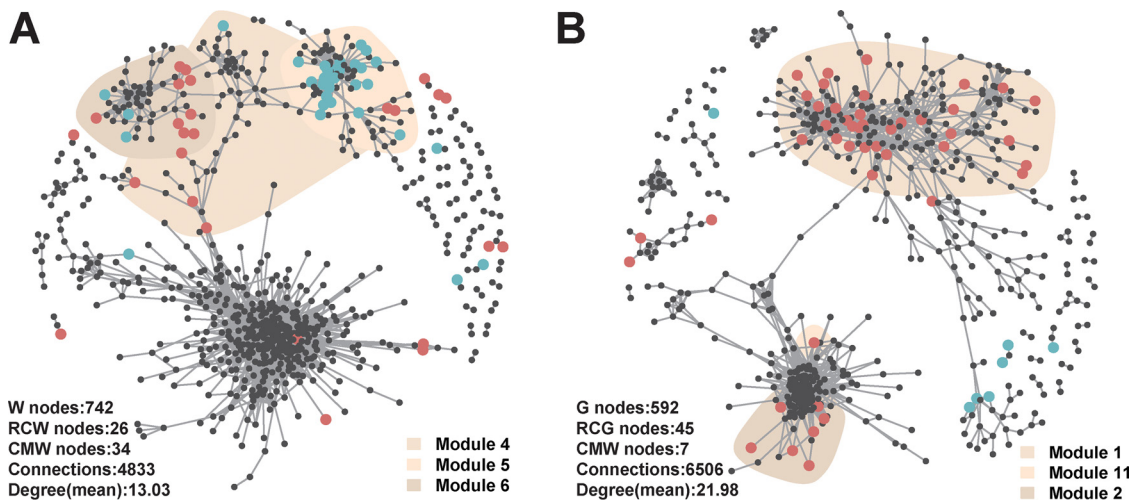 A
B
W nodes:742
RCW nodes:26
CMW nodes:34
Connections:4833
Degree(mean):13.03
Module 4
Module 5
Module 6
G nodes:592
RCG nodes:45
CMW nodes:7
Connections:6506
Degree(mean):21.98
Module 1
Module 11
Module 2